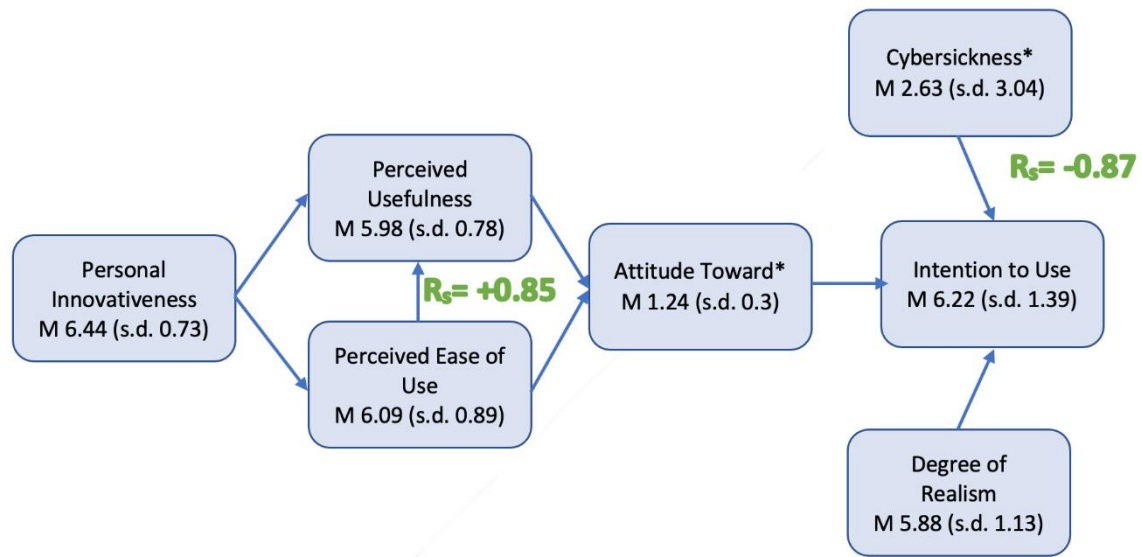 Cybersickness*
M 2.63 (s.d. 3.04)
Rs= -0.87
Perceived
Usefulness
M 5.98 (s.d. 0.78)
Personal
Innovativeness
M 6.44 (s.d. 0.73)
Rs= +0.85
Attitude Toward*
M 1.24 (s.d. 0.3)
Intention to Use
M 6.22 (s.d. 1.39)
Perceived Ease of
Use
M 6.09 (s.d. 0.89)
Degree of
Realism
M 5.88 (s.d. 1.13)